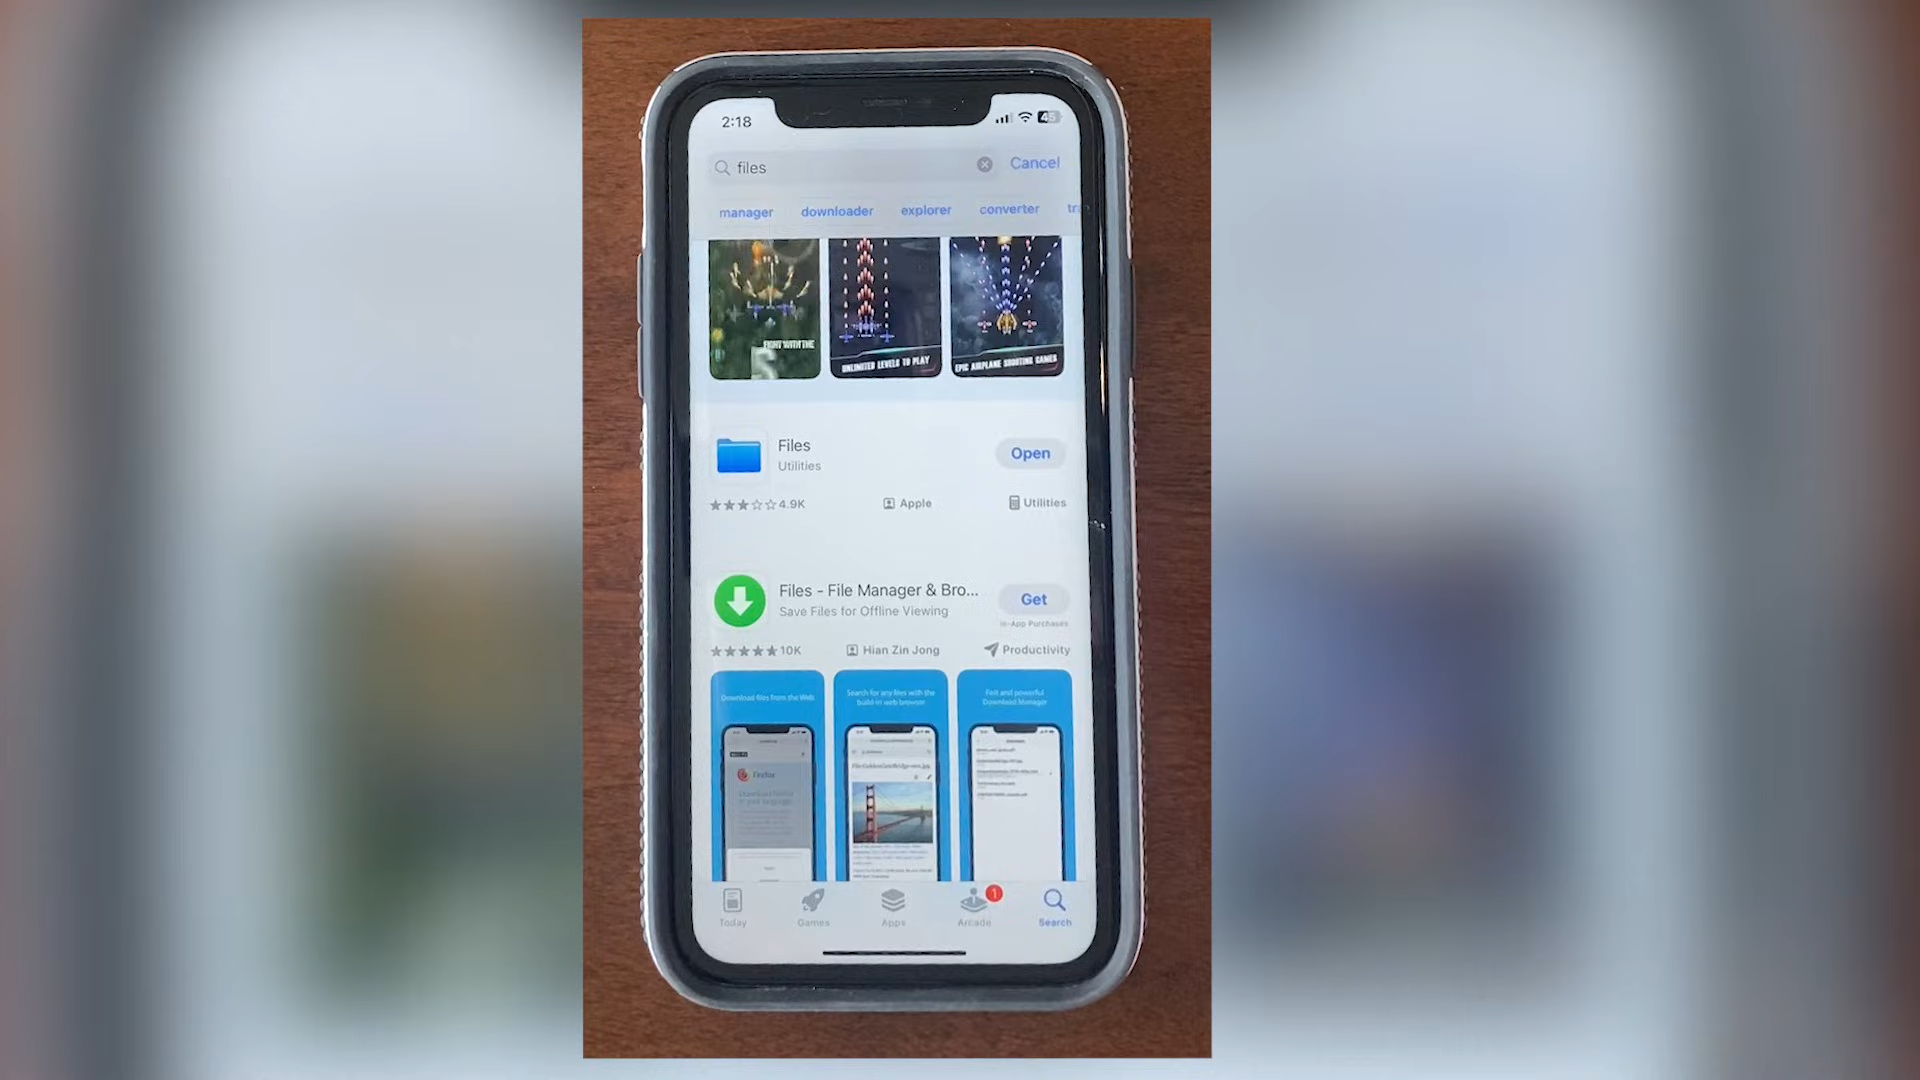 2:18
45
files
Cancel
manager downloader explorer converter
FIGHT WITH THE
5
UNLIMITED LEVELS TO PLAY
EPIC AIRPLANE SHOOTING GAMES
Files
Utilities
Open
4.9K
Apple
Utilities
Files - File Manager & Bro...
Save Files for Offline Viewing
Get
In-App Purchases
10K
Hian Zin Jong
Productivity
Download files from the Web
Search for any files with the
build-in web browser
Fast and powerful
Download Manager
Firefox
1
Today
Games
Apps
Arcade
Search